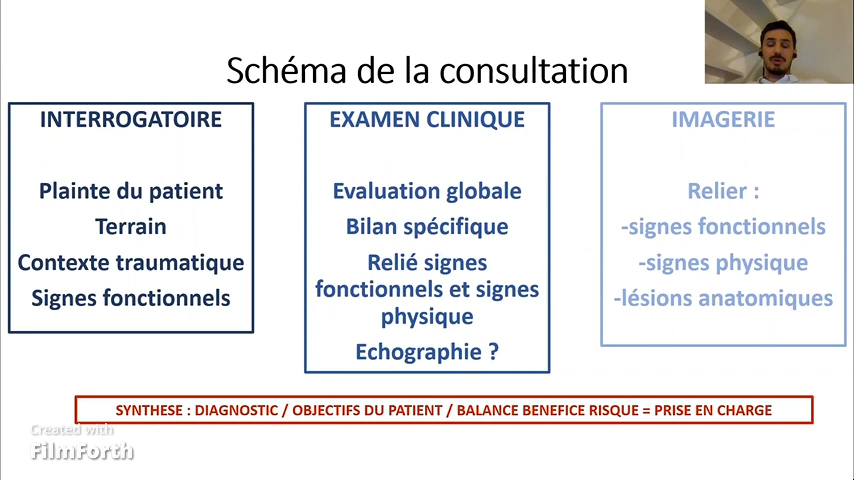 Schéma de la consultation
INTERROGATOIRE
Plainte du patient
Terrain
Contexte traumatique
Signes fonctionnels
EXAMEN CLINIQUE
Evaluation globale
Bilan spécifique
Relié signes
fonctionnels et signes
physique
Echographie ?
IMAGERIE
Relier :
-signes fonctionnels
-signes physique
-lésions anatomiques
SYNTHESE : DIAGNOSTIC / OBJECTIFS DU PATIENT / BALANCE BENEFICE RISQUE = PRISE EN CHARGE
Created with
FilmForth